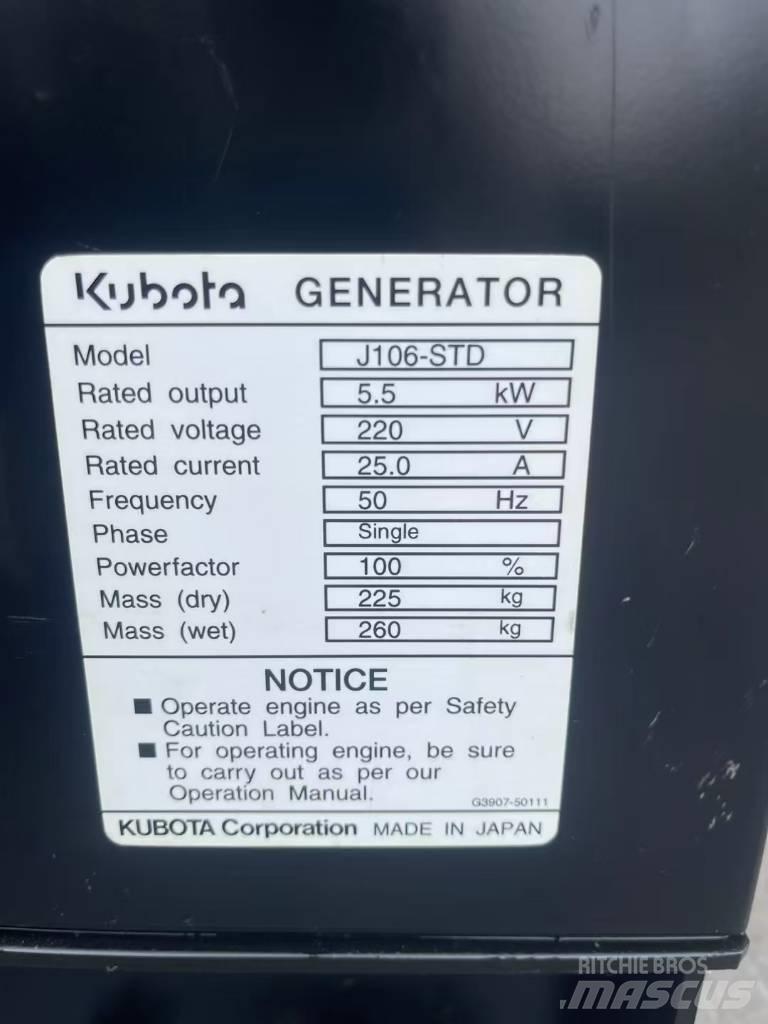 Kubota GENERATOR
Model J106-STD
Rated output 5.5 kW
Rated voltage 220 V
Rated current 25.0 A
Frequency 50 Hz
Phase Single
Powerfactor 100 %
Mass (dry) 225 kg
Mass (wet) 260 kg
NOTICE
■ Operate engine as per Safety
Caution Label.
■ For operating engine, be sure
to carry out as per our
Operation Manual.
G3907-50111
KUBOTA Corporation MADE IN JAPAN
RITCHIE BROS
MASCUS